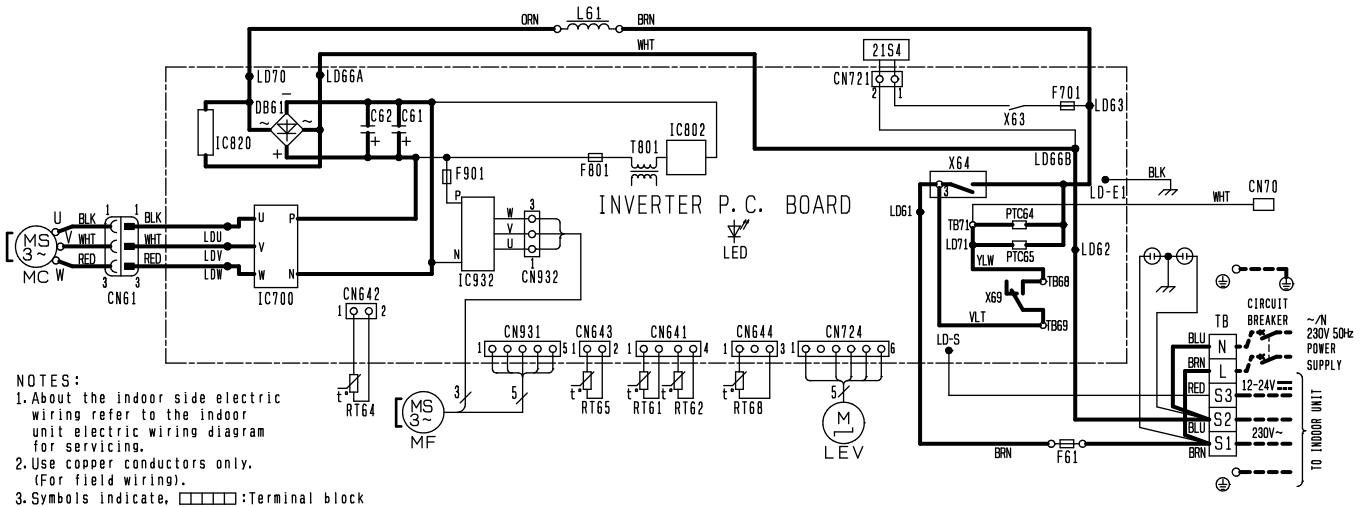 ORN L61 BRN
WHT
21S4
LD70 LD66A
CN721
2 1
F701
LD63
X63
DB61
−
~ ~
+
C62 C61
+ +
IC820
T801
IC802
LD66B
F901
F801
X64
3
LD-E1
BLK
WHT
CN70
INVERTER P. C. BOARD
LED
LD61
TB71
PTC64
LD71
PTC65
LD62
YLW
TB68
X69
VLT
TB69
U BLK 1 1 BLK
V WHT WHT
W RED 3 3 RED
MS
3~
MC
CN61
LDU
LDV
LDW
U P
V
W N
IC700
P
N
IC932
W 3
V
U 1
CN932
CN642
1 2
RT64
t°
CN931
1 5
3 5
MS
3~
MF
CN643
1 2
t°
RT65
CN641
1 4
t° t°
RT61 RT62
CN644
1 3
t°
RT68
CN724
1 6
5
M
LEV
LD-S
CIRCUIT
BREAKER
~/N
230V 50Hz
POWER
SUPPLY
TB
BLU N
BRN L
RED S3 12-24V
S2
BLU
S1 230V~
BRN
BRN F61
TO INDOOR UNIT
NOTES:
1. About the indoor side electric
wiring refer to the indoor
unit electric wiring diagram
for servicing.
2. Use copper conductors only.
(For field wiring).
3. Symbols indicate, :Terminal block